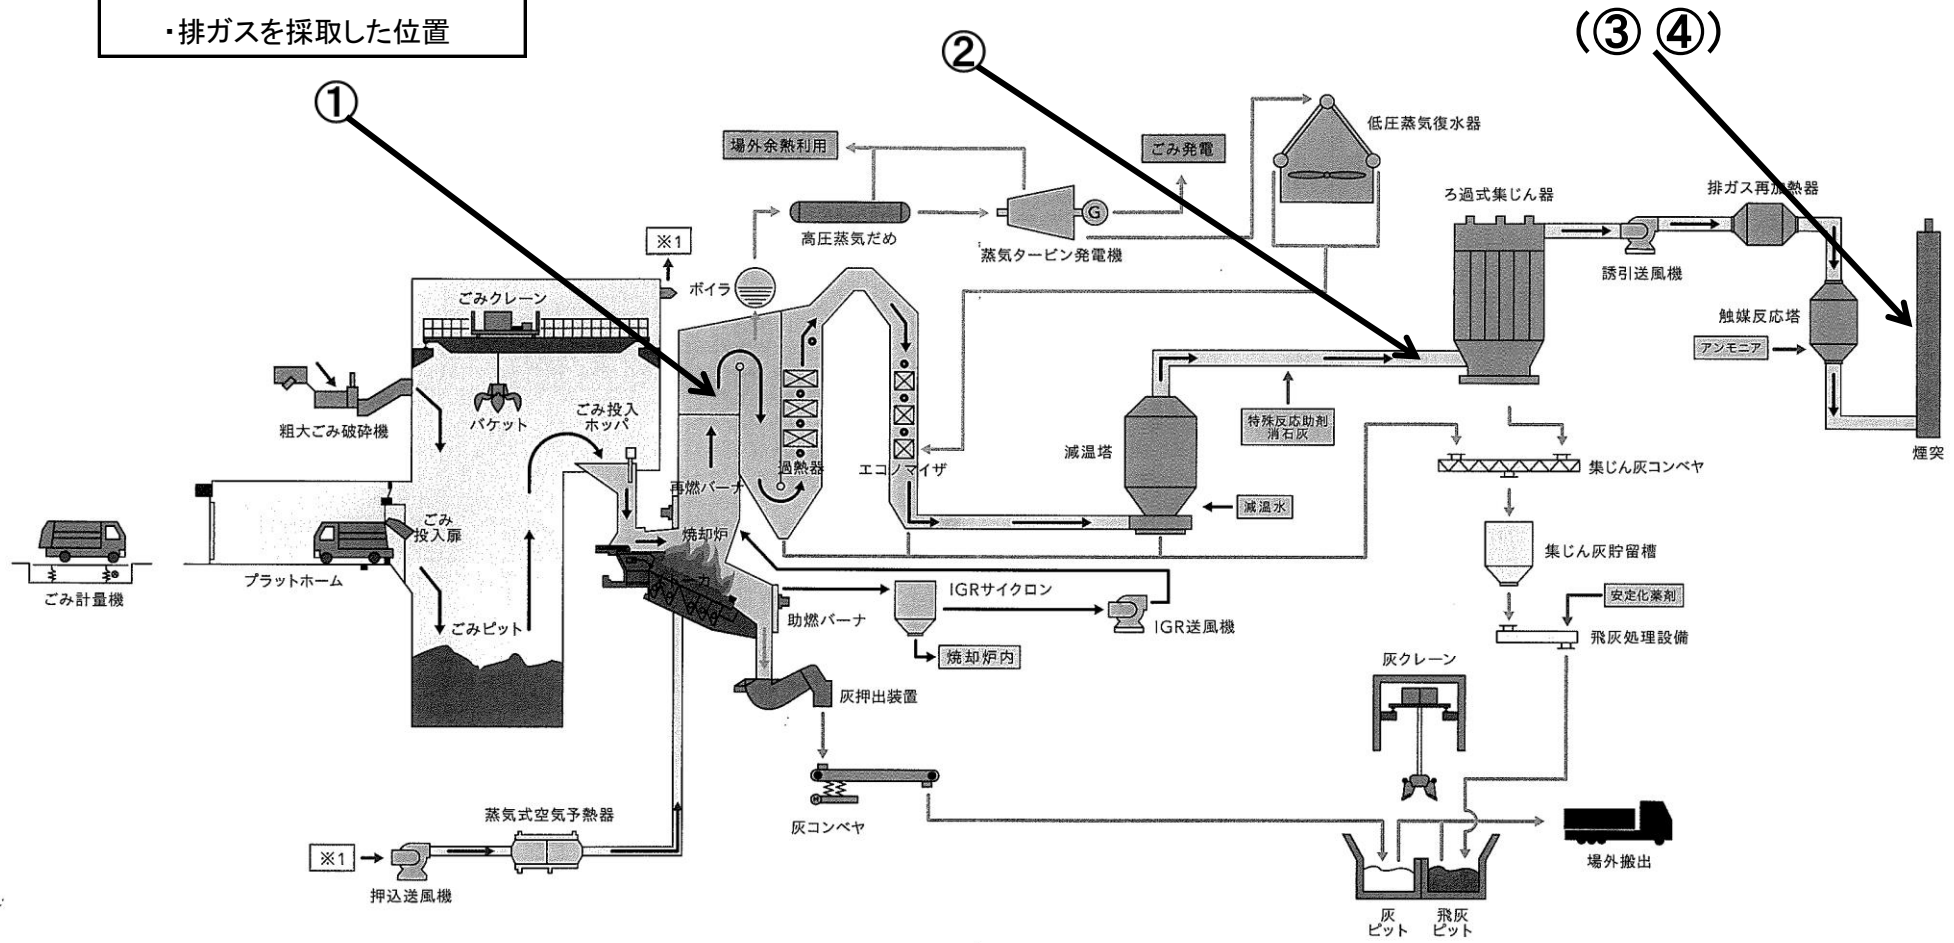 ・排ガスを採取した位置
①
②
(③ ④)
場外余熱利用
ごみ発電
低圧蒸気復水器
高圧蒸気だめ
G
蒸気タービン発電機
ろ過式集じん器
排ガス再加熱器
誘引送風機
触媒反応塔
アンモニア
煙突
※1
ボイラ
ごみクレーン
バケット
粗大ごみ破砕機
ごみ投入
ホッパ
過熱器
エコノマイザ
再燃バーナ
焼却炉
ストーカ
減温塔
減温水
特殊反応助剤
消石灰
集じん灰コンベヤ
集じん灰貯留槽
安定化薬剤
飛灰処理設備
ごみ
投入扉
プラットホーム
ごみ計量機
ごみピット
助燃バーナ
IGRサイクロン
IGR送風機
焼却炉内
灰押出装置
灰クレーン
灰コンベヤ
蒸気式空気予熱器
※1
押込送風機
場外搬出
灰
ピット
飛灰
ピット